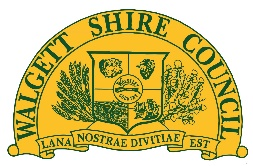 WALGETT SHIRE COUNCIL
LANA NOSTRAE DIVITIAE EST